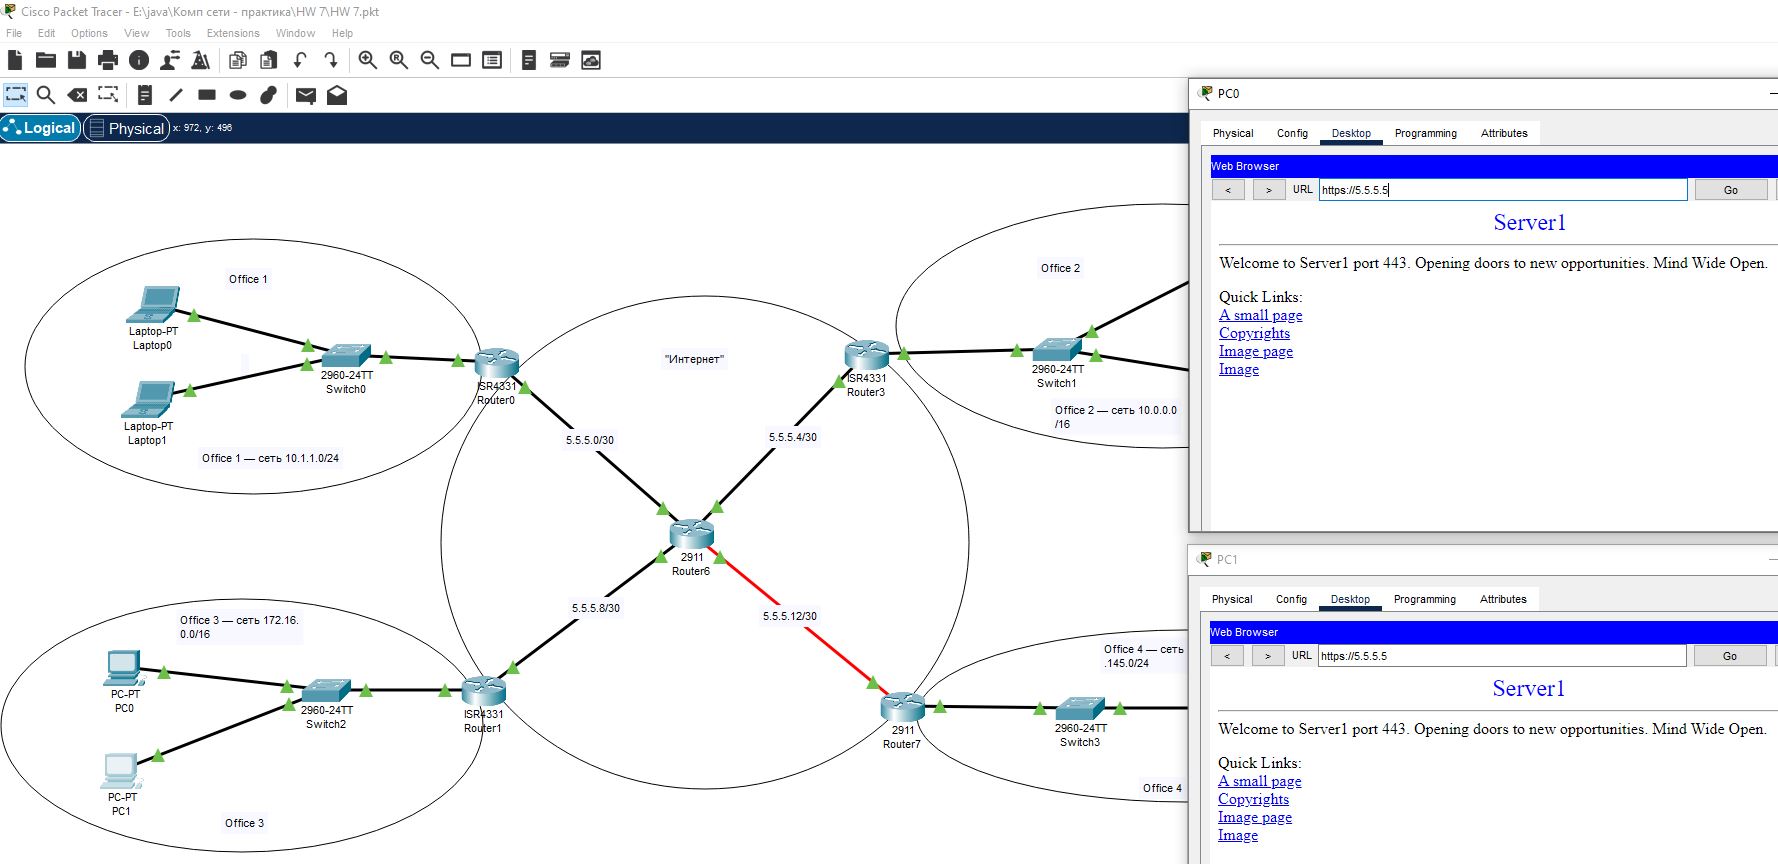 Cisco Packet Tracer - E:\java\Комп сети - практика\HW 7\HW 7.pkt
File Edit Options View Tools Extensions Window Help
Logical Physical x: 972, y: 496
Office 1
Laptop-PT
Laptop0
2960-24TT
Switch0
ISR4331
Router0
Laptop-PT
Laptop1
Office 1 — сеть 10.1.1.0/24
"Интернет"
5.5.5.0/30
5.5.5.4/30
ISR4331
Router3
Office 2
2960-24TT
Switch1
Office 2 — сеть 10.0.0.0
/16
2911
Router6
5.5.5.8/30
5.5.5.12/30
Office 3 — сеть 172.16.
0.0/16
PC-PT
PC0
2960-24TT
Switch2
ISR4331
Router1
PC-PT
PC1
Office 3
2911
Router7
Office 4 — сеть
.145.0/24
2960-24TT
Switch3
Office 4
PC0
Physical Config Desktop Programming Attributes
Web Browser
< > URL https://5.5.5.5 Go
Server1
Welcome to Server1 port 443. Opening doors to new opportunities. Mind Wide Open.
Quick Links:
A small page
Copyrights
Image page
Image
PC1
Physical Config Desktop Programming Attributes
Web Browser
< > URL https://5.5.5.5 Go
Server1
Welcome to Server1 port 443. Opening doors to new opportunities. Mind Wide Open.
Quick Links:
A small page
Copyrights
Image page
Image